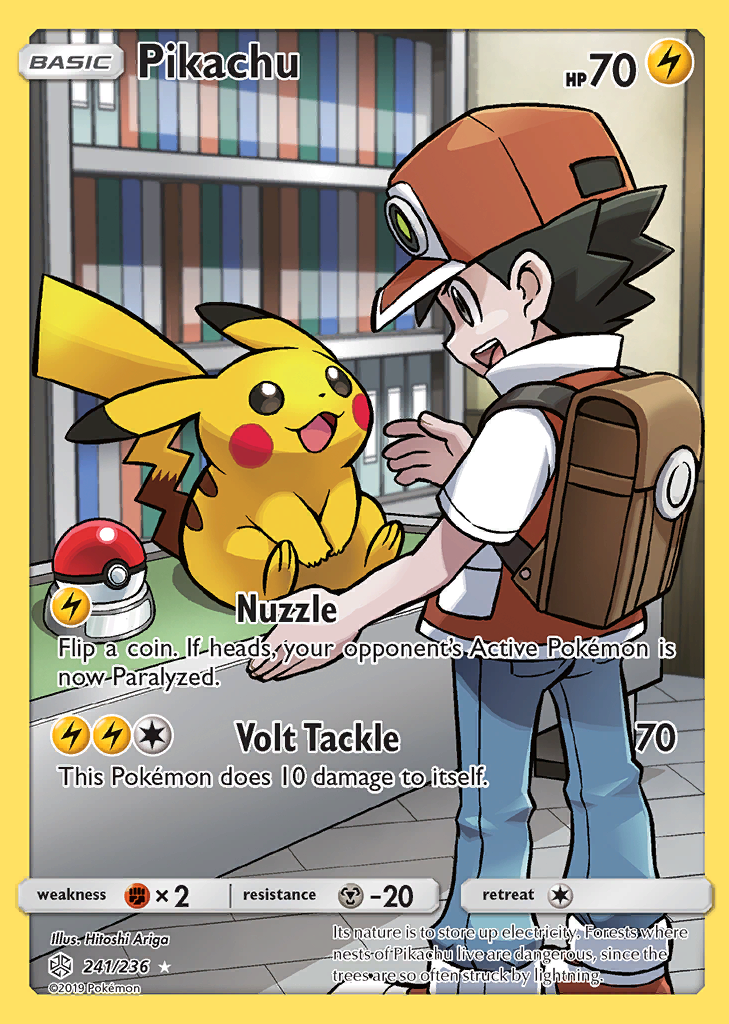 BASIC Pikachu HP 70
Nuzzle
Flip a coin. If heads, your opponent's Active Pokémon is
now Paralyzed.
Volt Tackle 70
This Pokémon does 10 damage to itself.
weakness × 2 resistance -20 retreat
Illus. Hitoshi Ariga
241/236
©2019 Pokémon
Its nature is to store up electricity. Forests where
nests of Pikachu live are dangerous, since the
trees are so often struck by lightning.